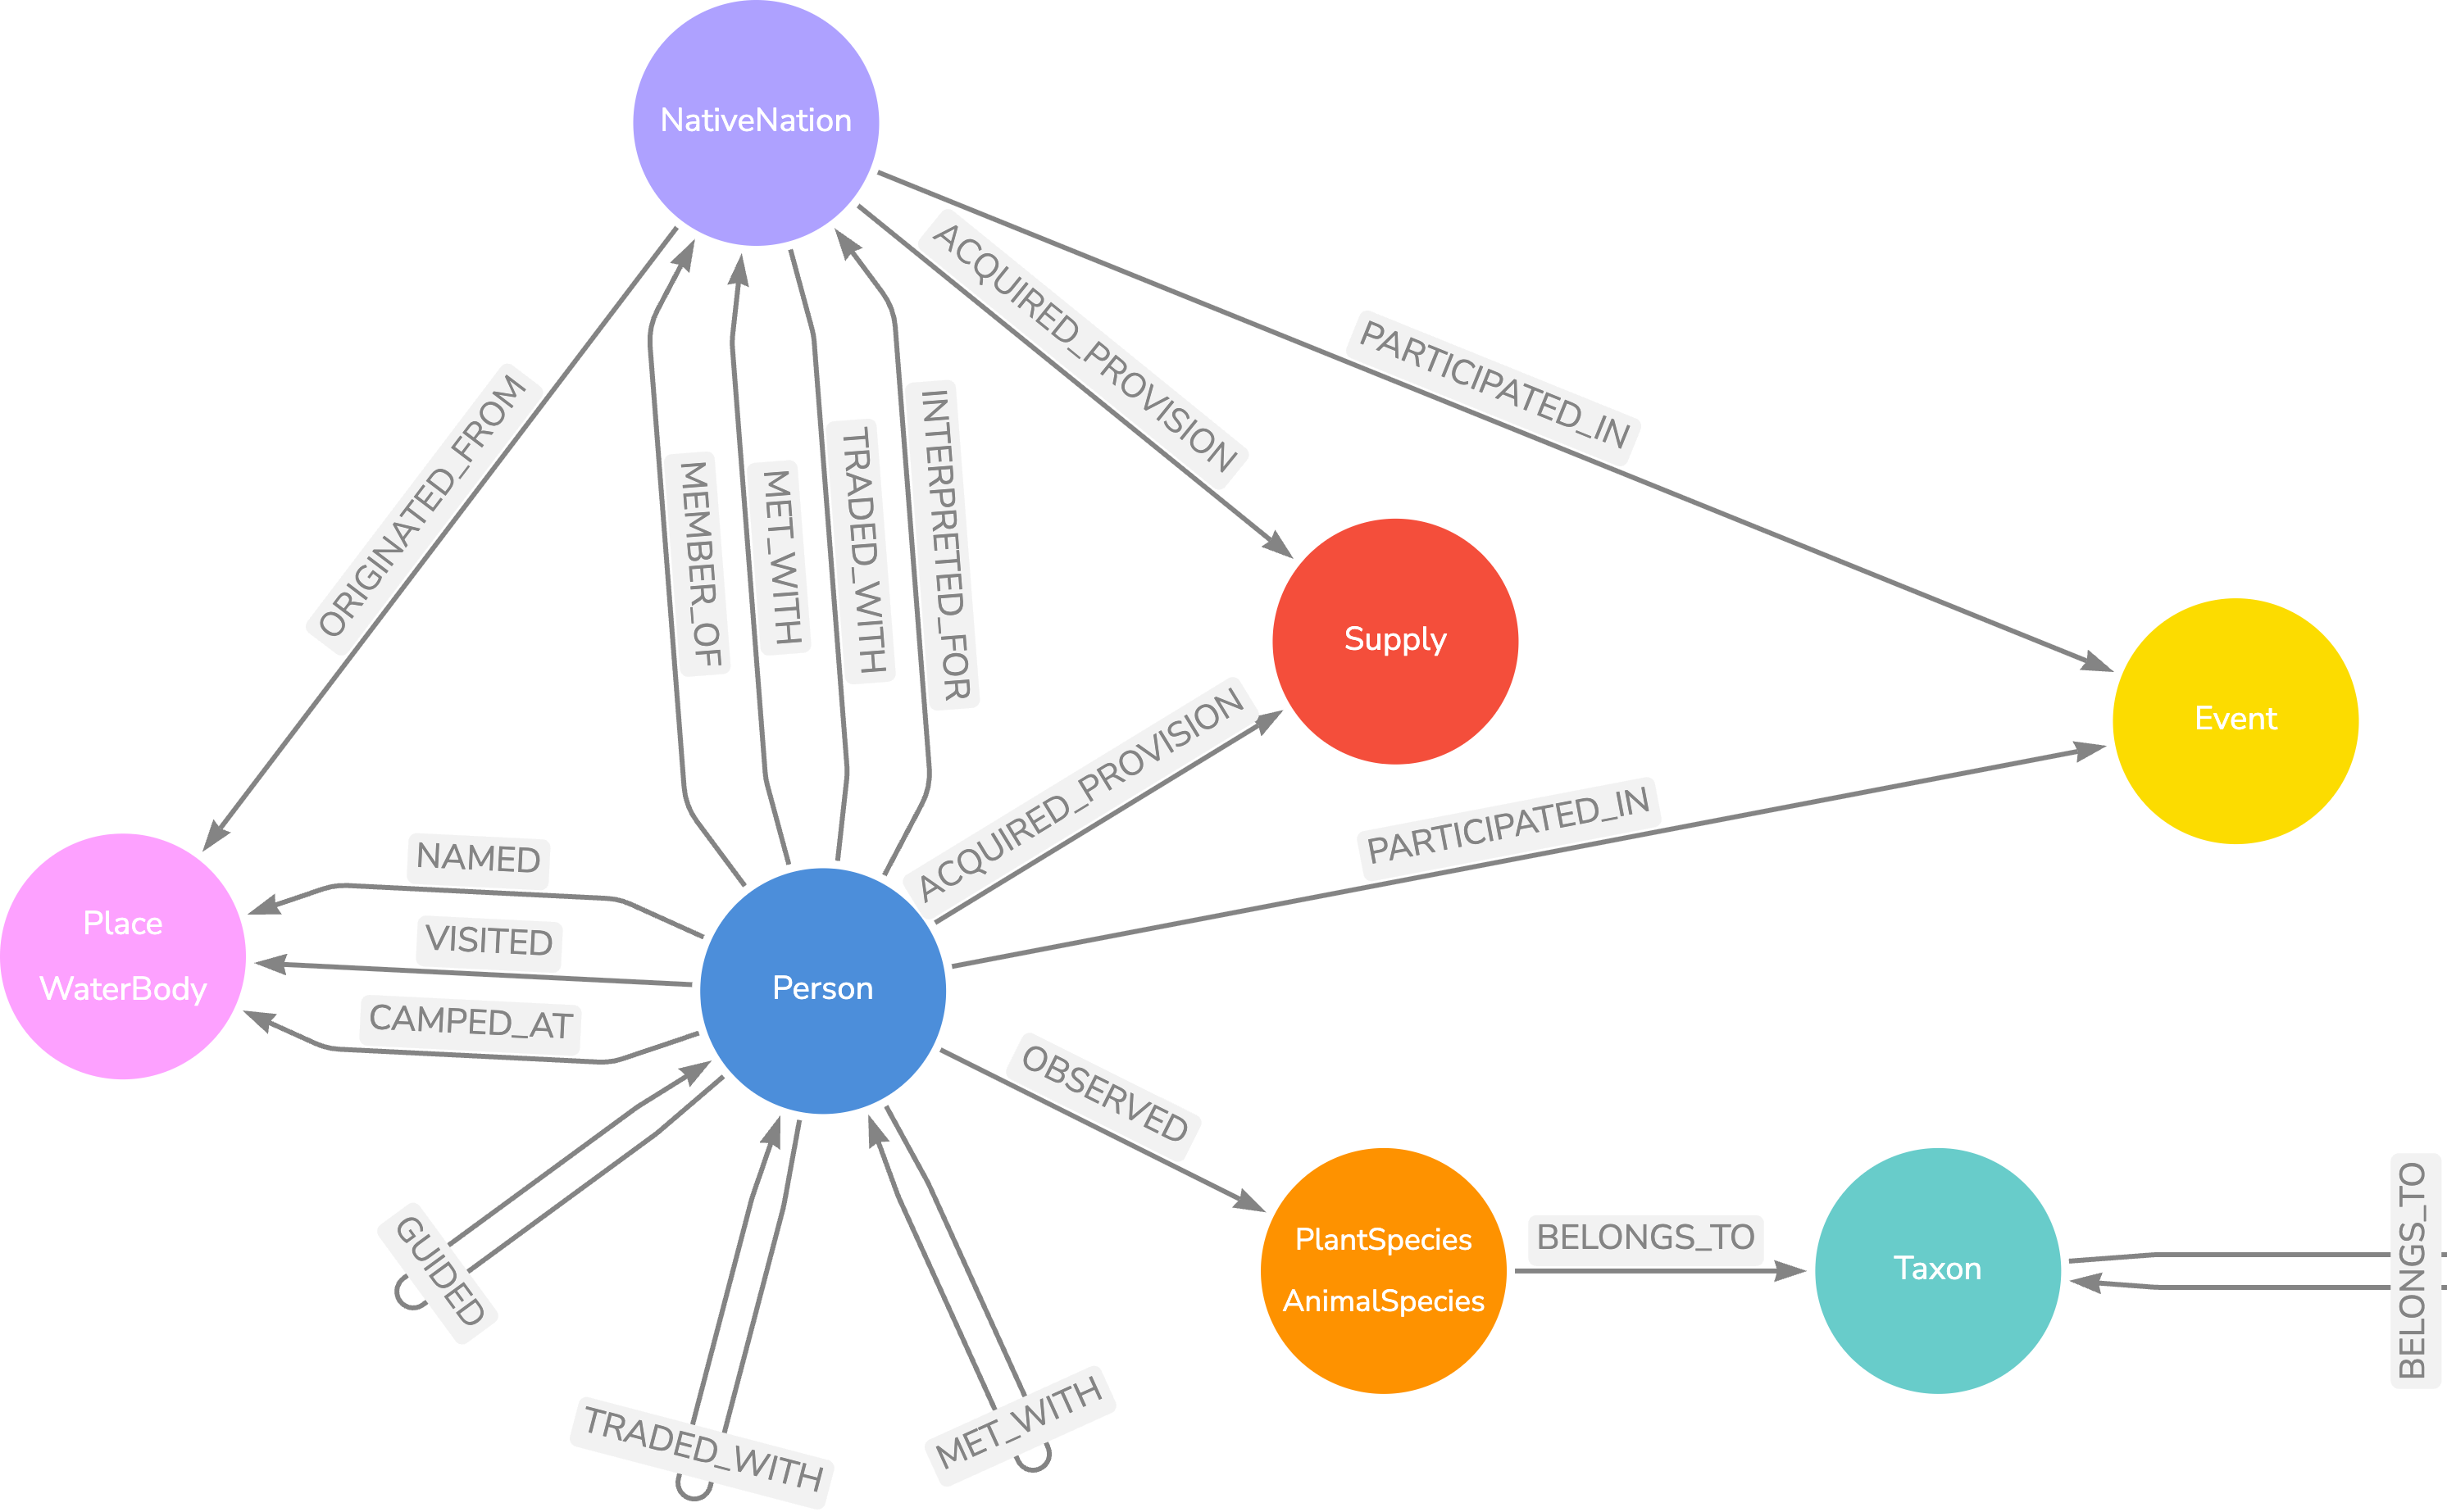 NativeNation
ACQUIRED_PROVISION
PARTICIPATED_IN
ORIGINATED_FROM
MEMBER_OF
MET_WITH
TRADED_WITH
INTERPRETED_FOR
Supply
Event
ACQUIRED_PROVISION
PARTICIPATED_IN
NAMED
Place
WaterBody
VISITED
CAMPED_AT
Person
OBSERVED
GUIDED
TRADED_WITH
MET_WITH
PlantSpecies
AnimalSpecies
BELONGS_TO
Taxon
BELONGS_TO